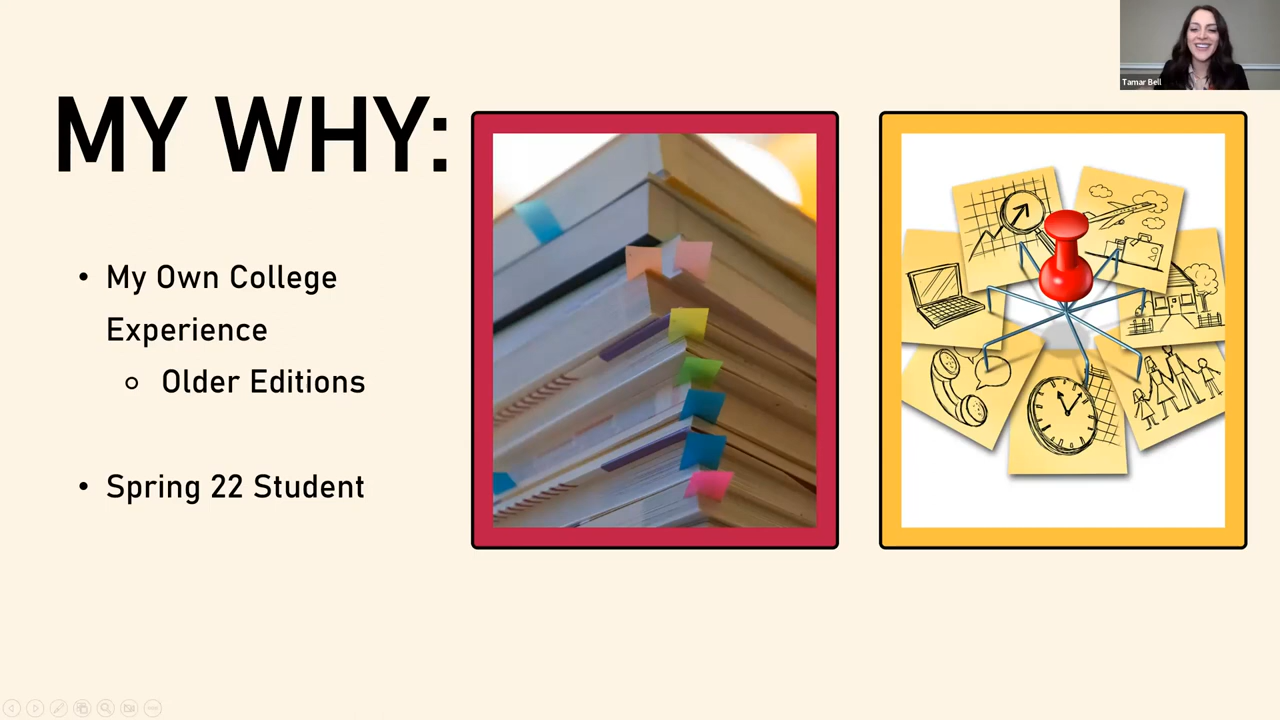 Tamar Bell
MY WHY:
• My Own College
Experience
○ Older Editions
• Spring 22 Student